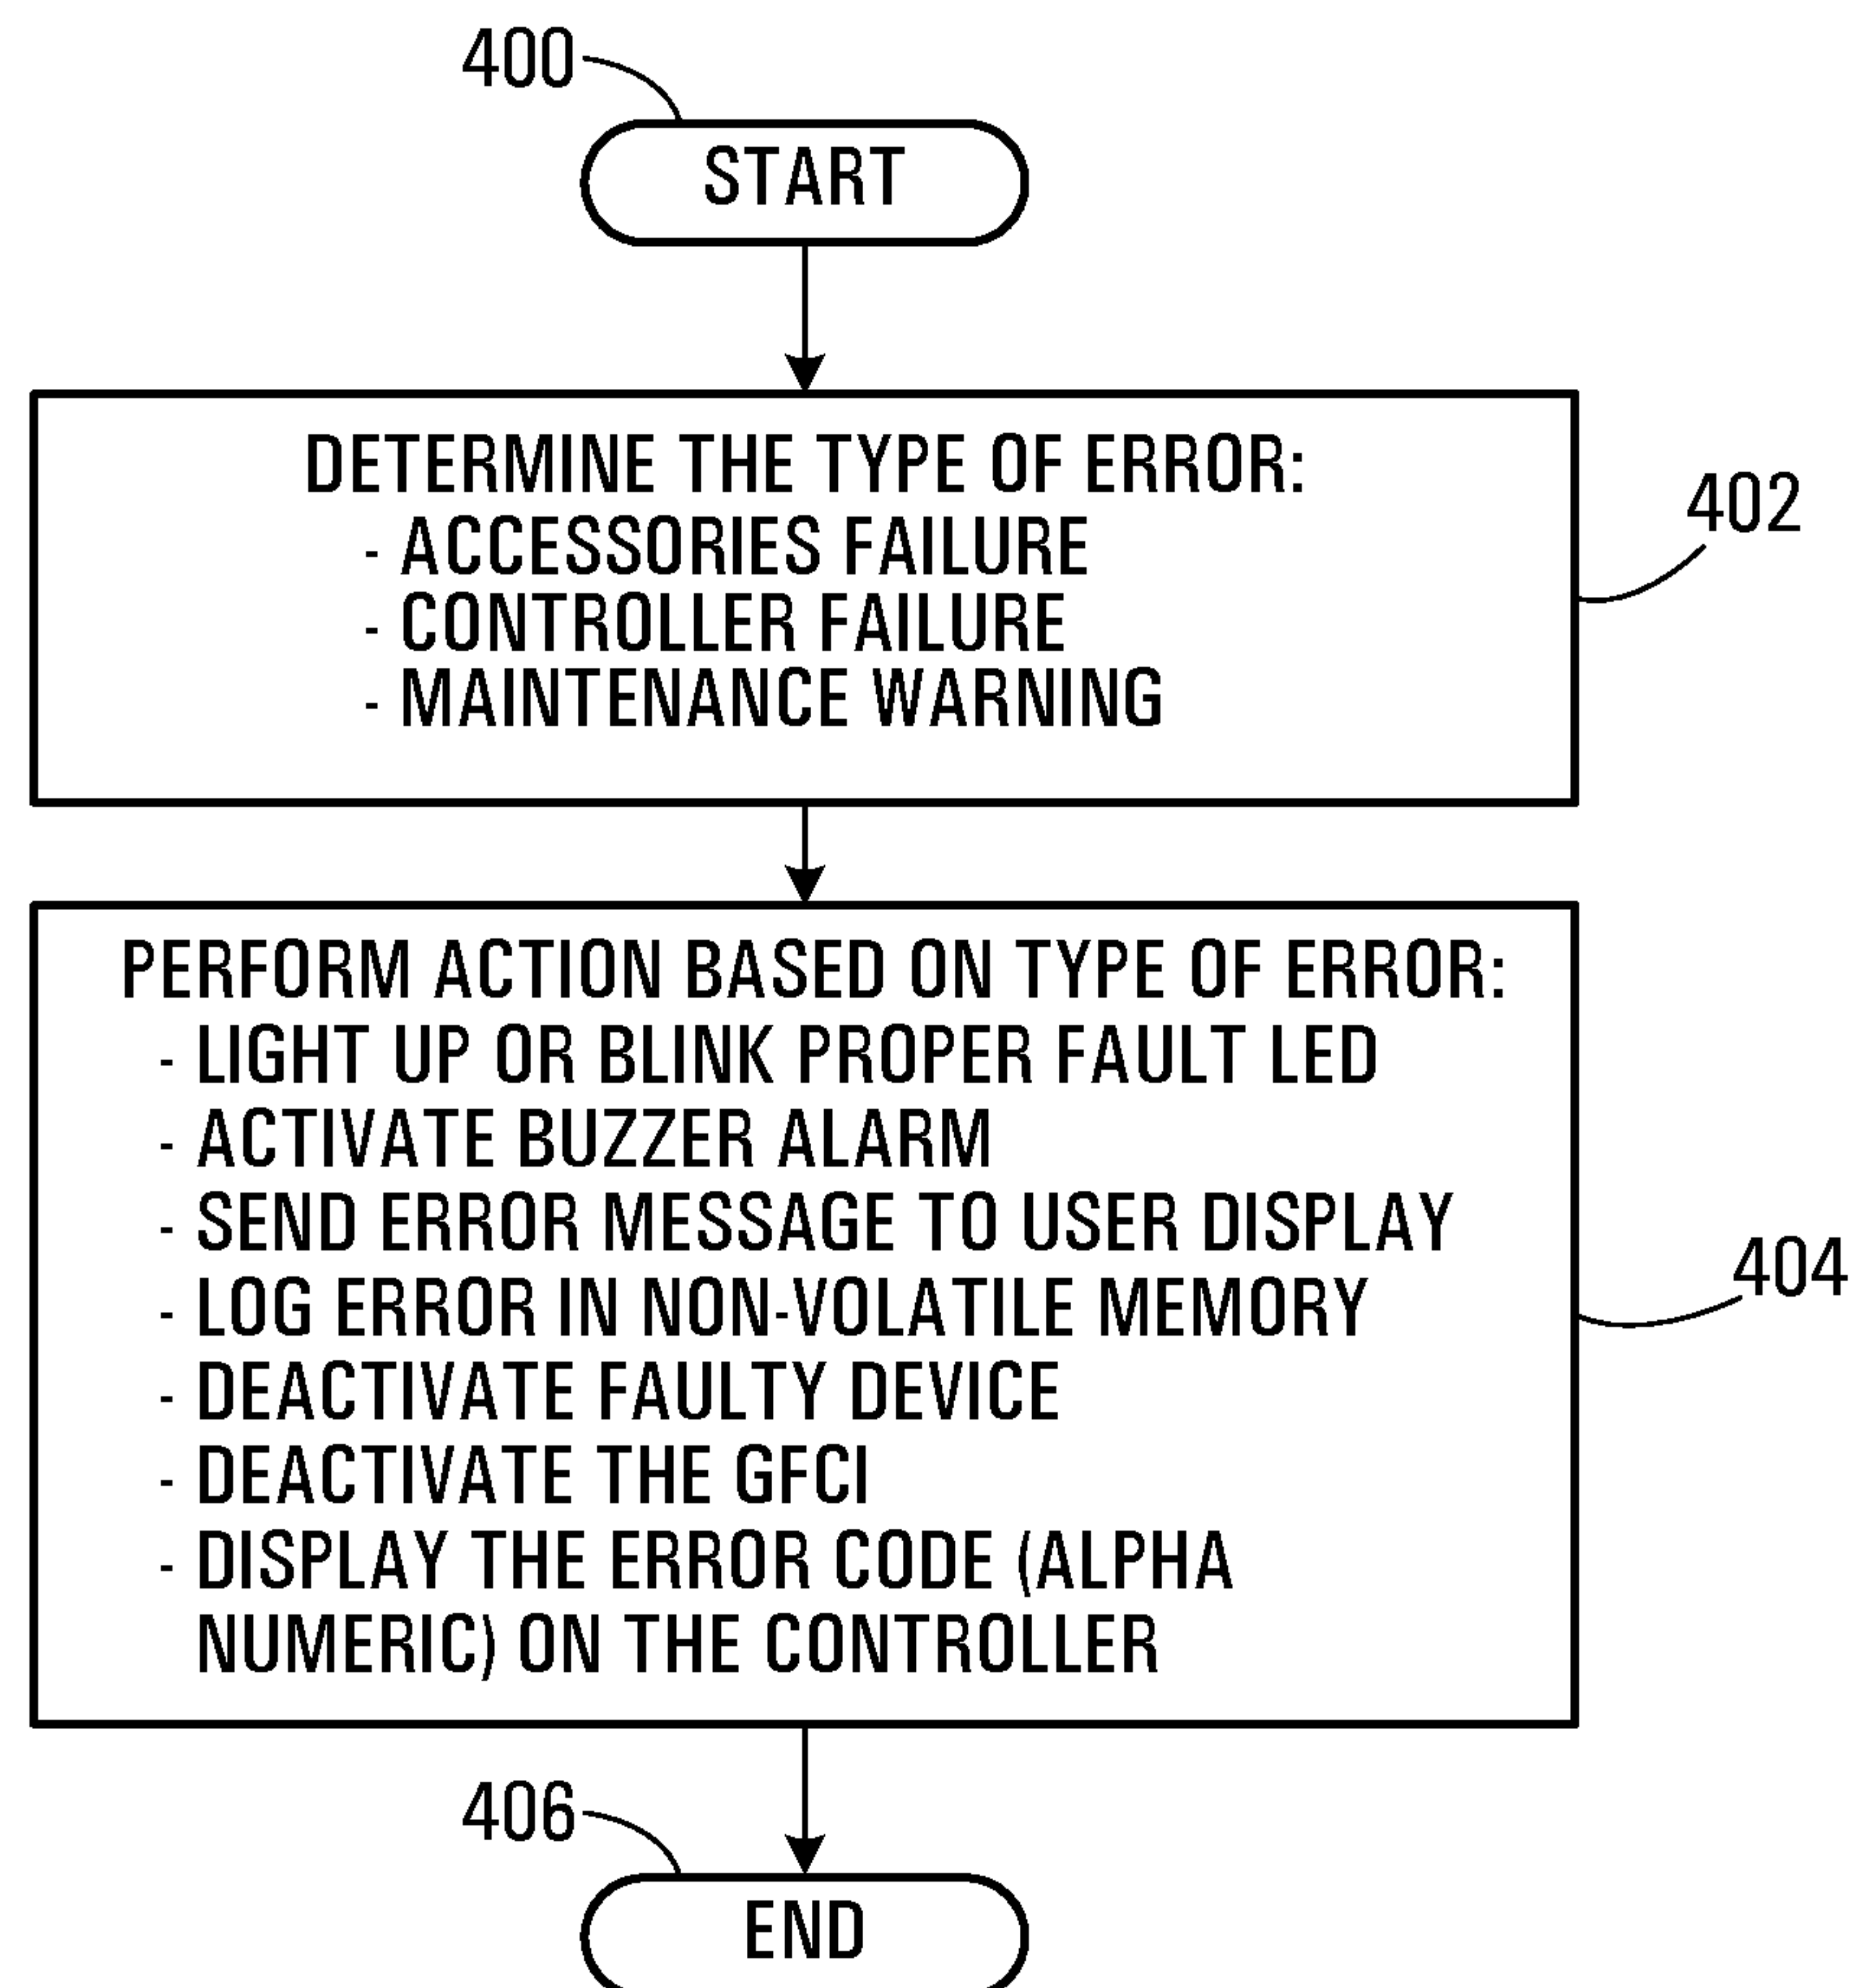 400
START
DETERMINE THE TYPE OF ERROR:
- ACCESSORIES FAILURE
- CONTROLLER FAILURE
- MAINTENANCE WARNING
402
PERFORM ACTION BASED ON TYPE OF ERROR:
- LIGHT UP OR BLINK PROPER FAULT LED
- ACTIVATE BUZZER ALARM
- SEND ERROR MESSAGE TO USER DISPLAY
- LOG ERROR IN NON-VOLATILE MEMORY
- DEACTIVATE FAULTY DEVICE
- DEACTIVATE THE GFCI
- DISPLAY THE ERROR CODE (ALPHA
NUMERIC) ON THE CONTROLLER
404
406
END